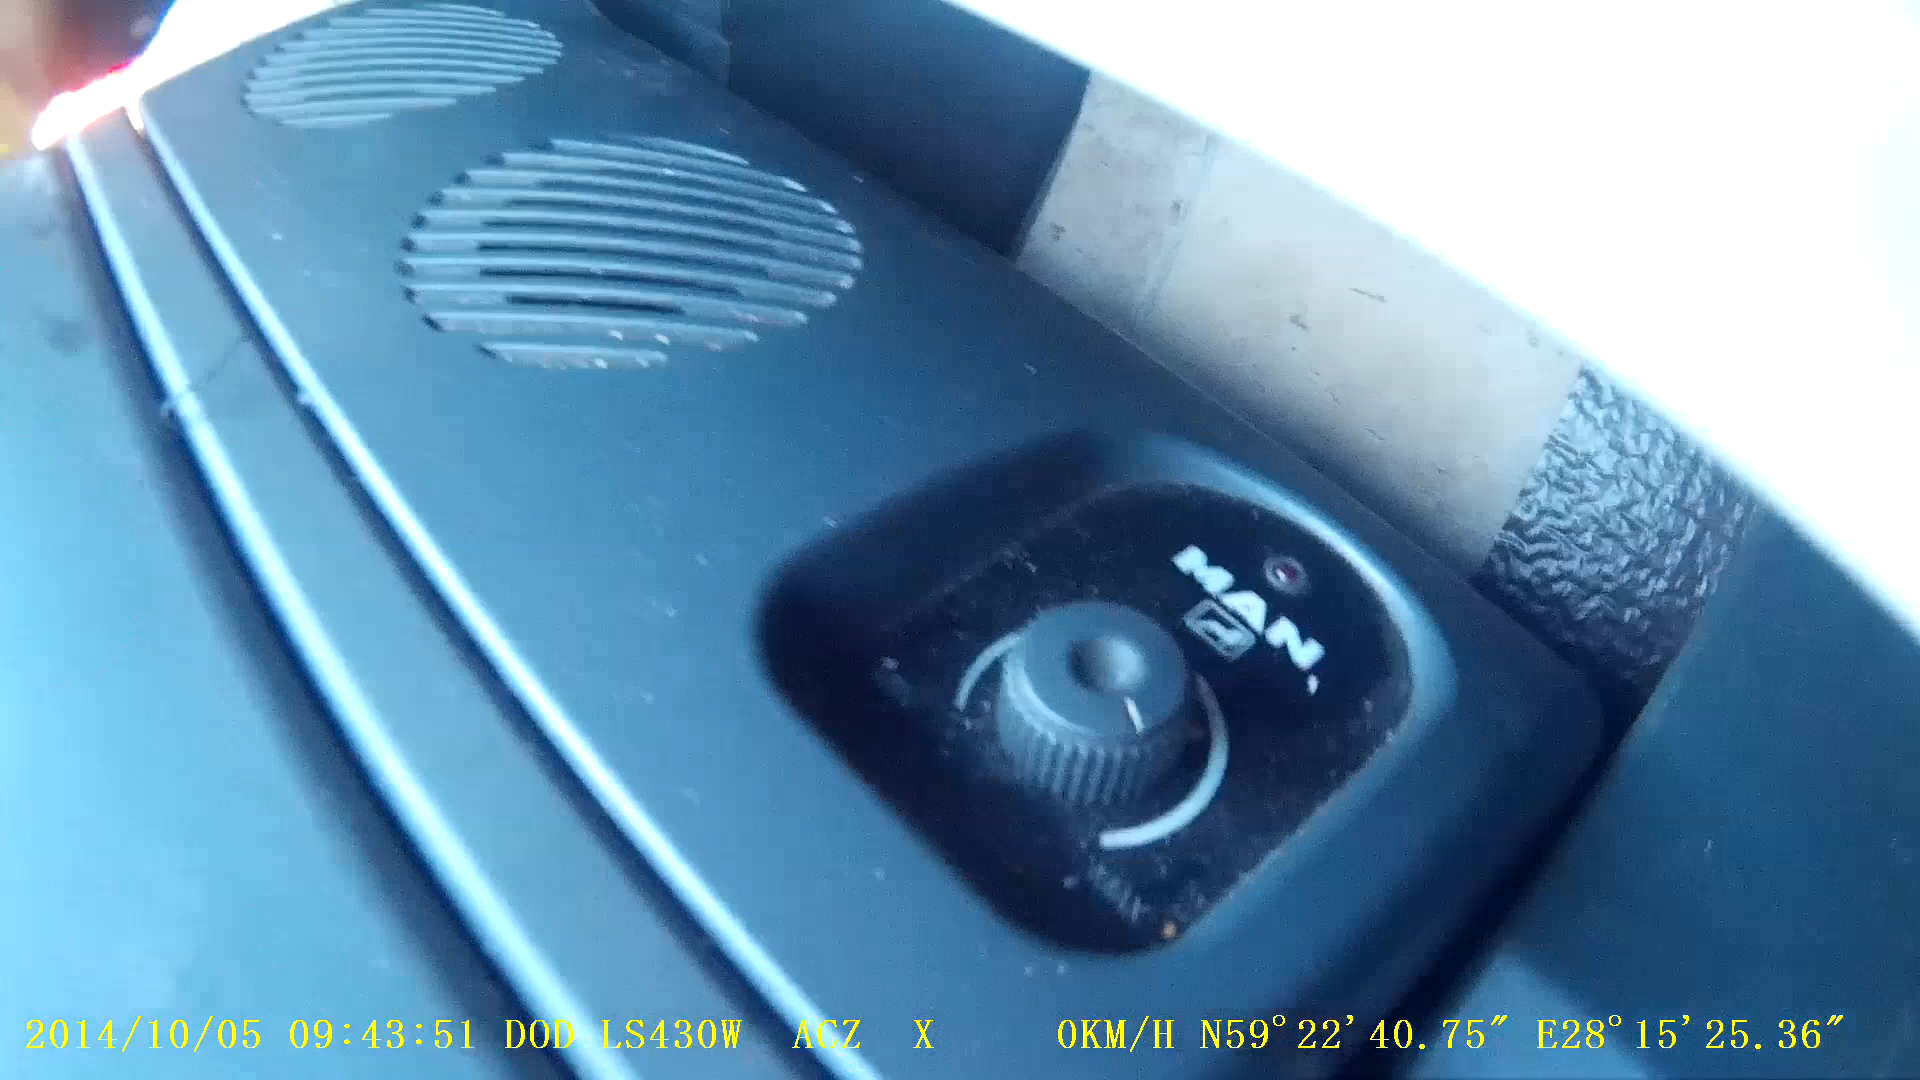 MAN,
MAX
2014/10/05 09:43:51 DOD LS430W ACZ X 0KM/H N59°22'40.75" E28°15'25.36"